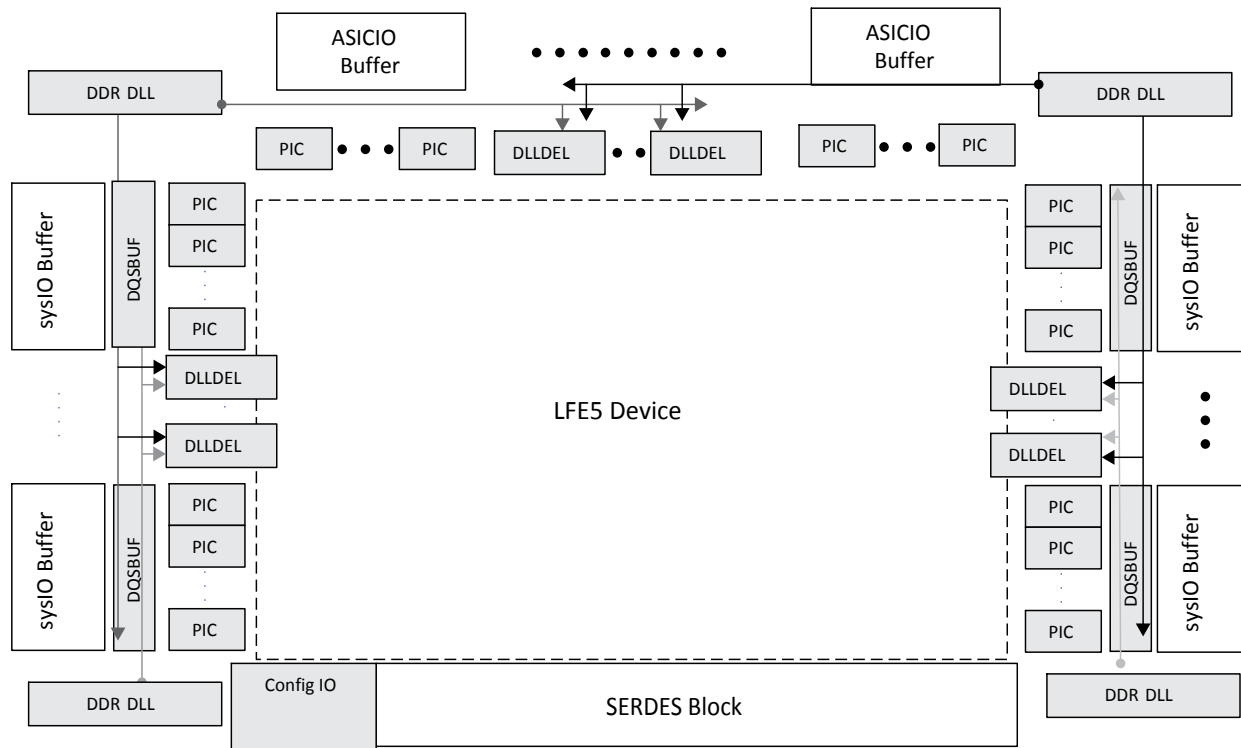 ASICIO
Buffer
ASICIO
Buffer
DDR DLL
DDR DLL
PIC
PIC
DLLDEL
DLLDEL
PIC
PIC
sysIO Buffer
DQSBUF
PIC
PIC
PIC
DLLDEL
DLLDEL
sysIO Buffer
DQSBUF
PIC
PIC
PIC
DDR DLL
LFE5 Device
PIC
PIC
PIC
DQSBUF
sysIO Buffer
DLLDEL
DLLDEL
PIC
PIC
PIC
DQSBUF
sysIO Buffer
DDR DLL
Config IO
SERDES Block